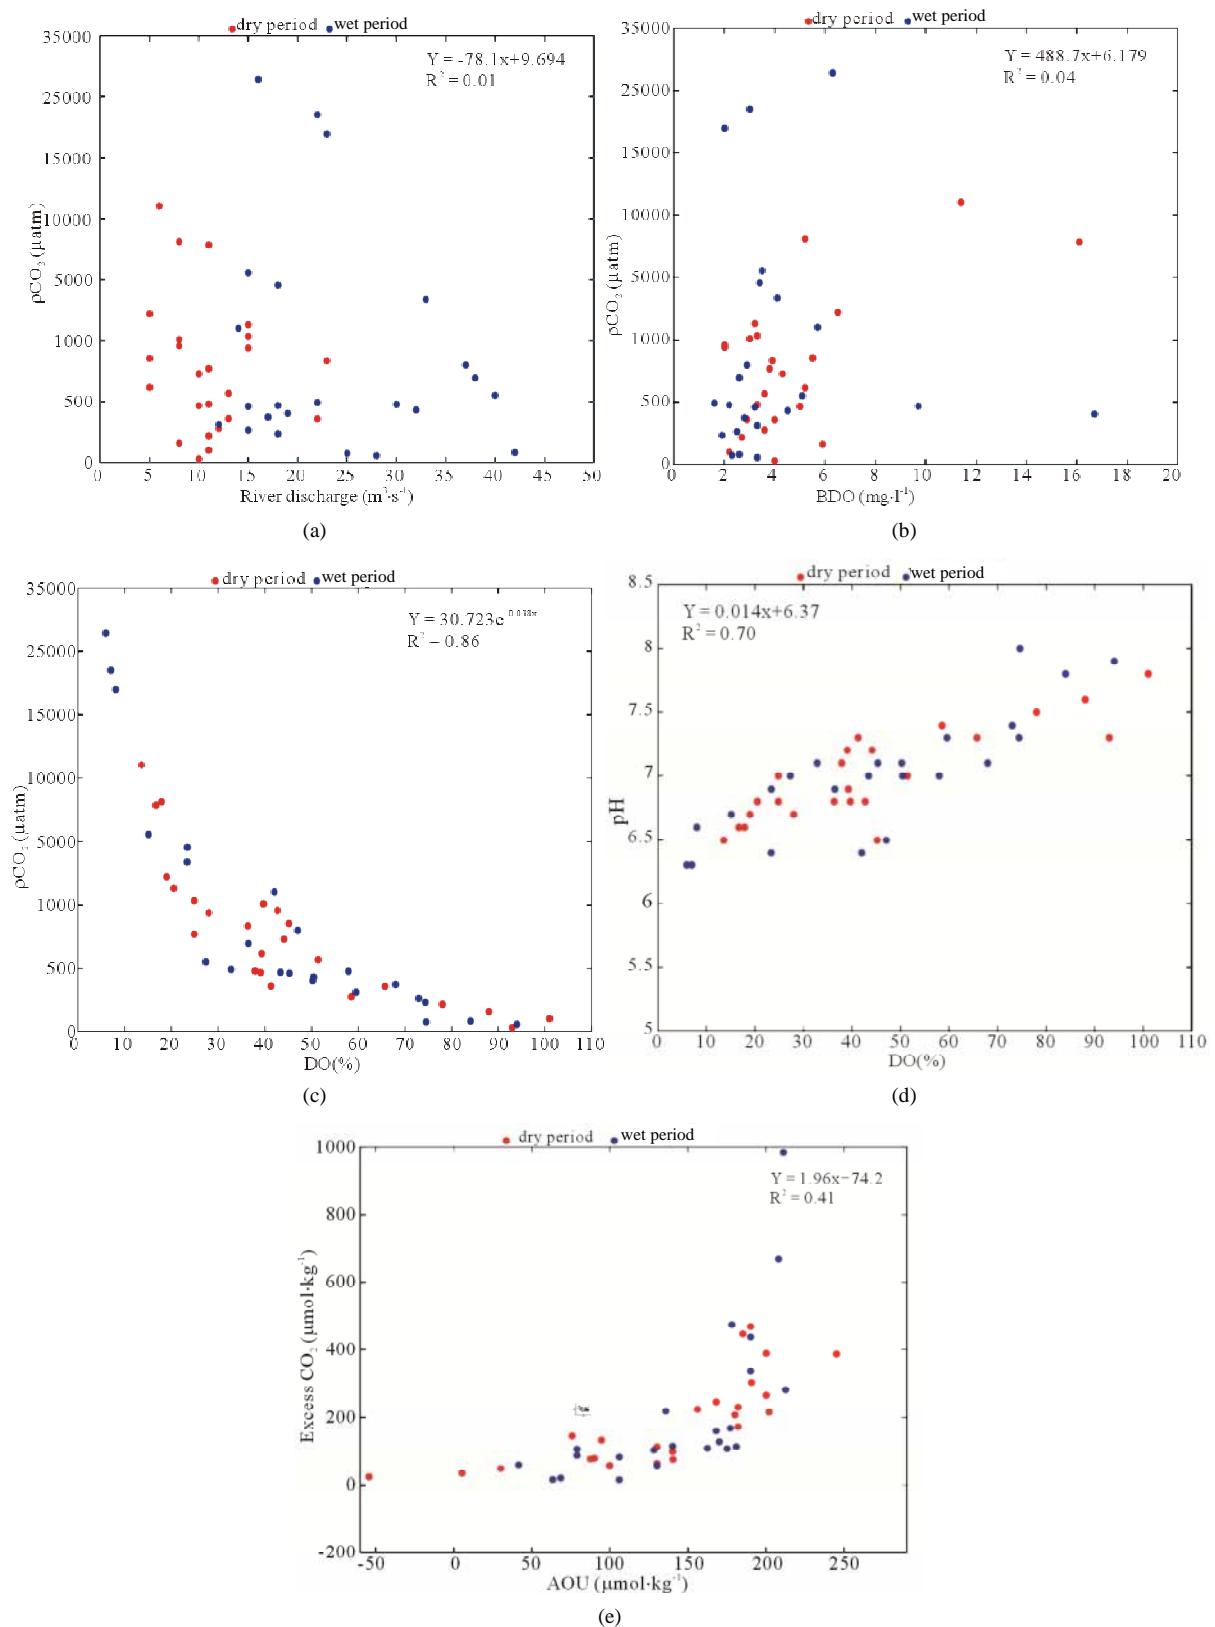 dry period wet period
35000
25000
15000
10000
5000
1000
500
0
ρCO2 (µatm)
Y = -78.1x+9.694
R² = 0.01
0 5 10 15 20 25 30 35 40 45 50
River discharge (m³·s⁻¹)
(a)
dry period wet period
35000
25000
15000
10000
5000
1000
500
0
ρCO2 (µatm)
Y = 488.7x+6.179
R² = 0.04
0 2 4 6 8 10 12 14 16 18 20
BDO (mg·l⁻¹)
(b)
dry period wet period
35000
25000
15000
10000
5000
1000
500
0
ρCO2 (µatm)
R² = 0.86
0 10 20 30 40 50 60 70 80 90 100 110
DO(%)
(c)
dry period wet period
8.5
8
7.5
7
6.5
6
5.5
5
pH
Y = 0.014x+6.37
R² = 0.70
0 10 20 30 40 50 60 70 80 90 100 110
DO(%)
(d)
dry period wet period
1000
800
600
400
200
0
-200
Excess CO2 (µmol·kg⁻¹)
Y = 1.96x−74.2
R² = 0.41
-50 0 50 100 150 200 250
AOU (µmol·kg⁻¹)
(e)